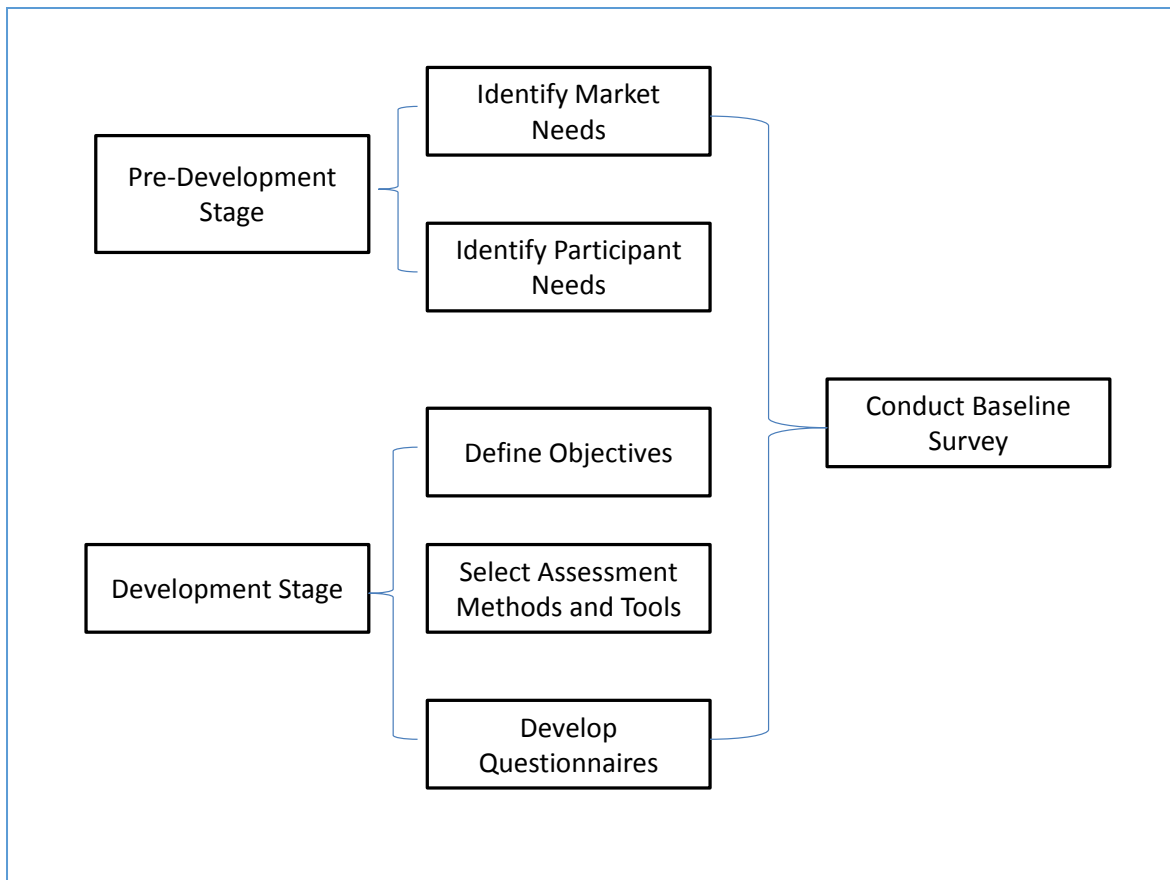 Pre-Development
Stage
Identify Market
Needs
Identify Participant
Needs
Development Stage
Define Objectives
Select Assessment
Methods and Tools
Develop
Questionnaires
Conduct Baseline
Survey